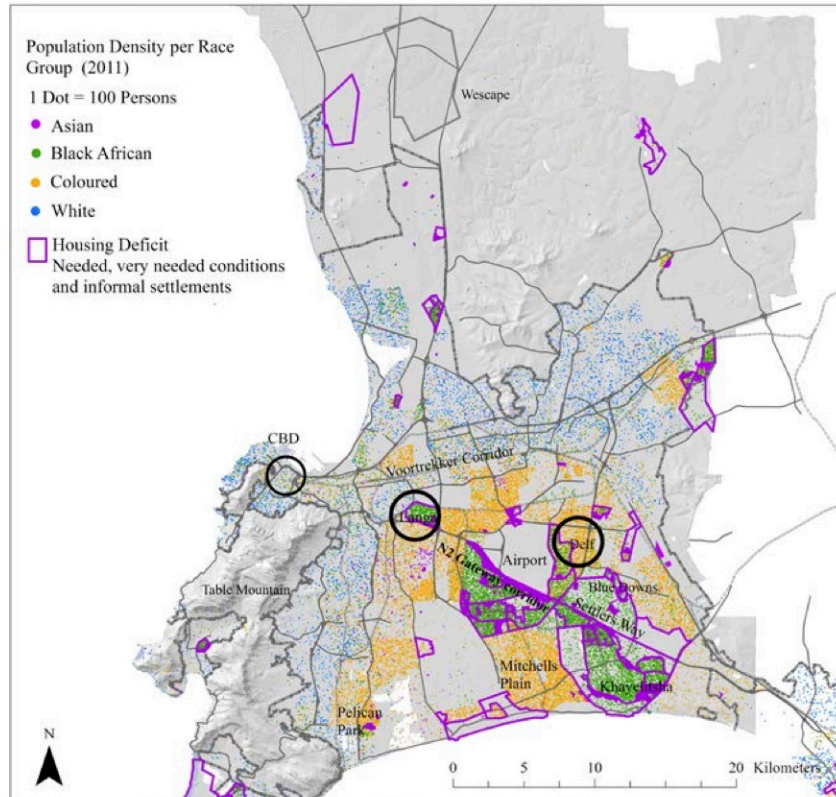 Population Density per Race
Group (2011)
1 Dot = 100 Persons
Asian
Black African
Coloured
White
Housing Deficit
Needed, very needed conditions
and informal settlements
Wescape
CBD
Voortrekker Corridor
Langa
Delf
Airport
N2 Gateway corridor
Blue Downs
Settlers Way
Table Mountain
Mitchells
Plain
Khayelitsha
Pelican
Park
N
0 5 10 20 Kilometers